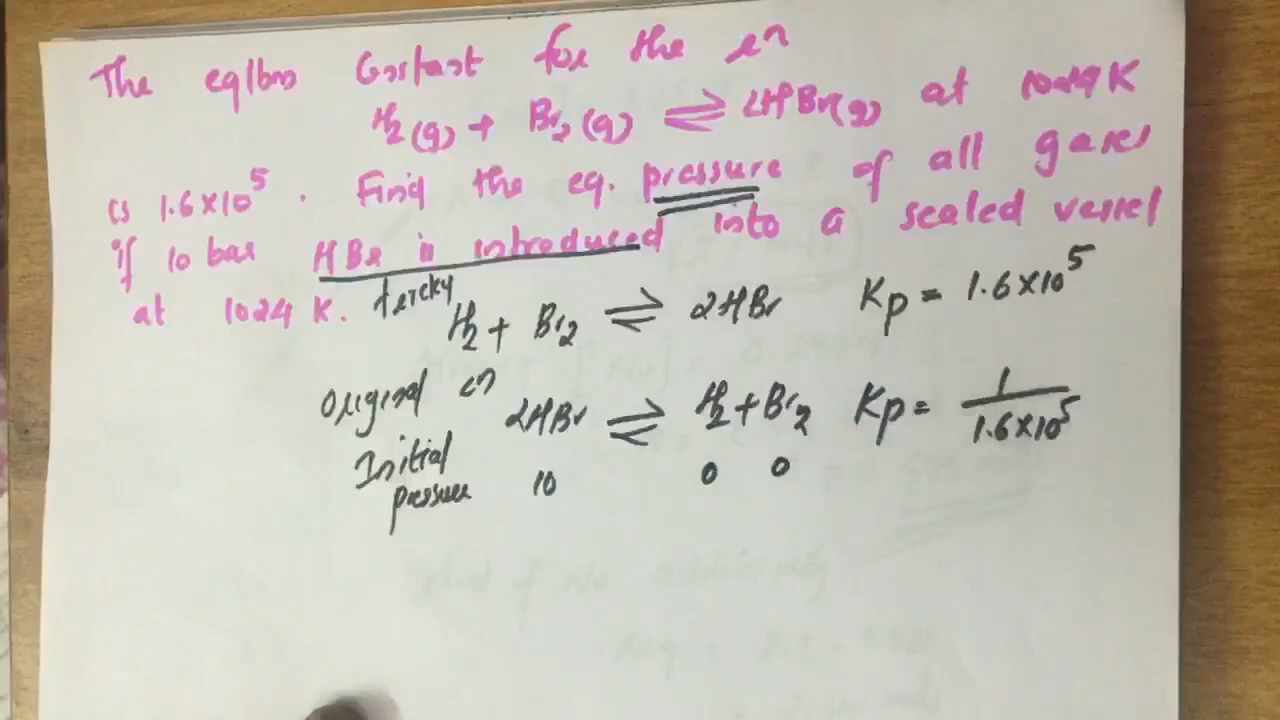 The eqlbm Constant for the rn
H2(g) + Br2(g) ⇌ 2HBr(g) at 1024K
is 1.6×10^5. Find the eq. pressure of all gases
if 10 bar HBr is introduced into a sealed vessel
at 1024 K.
H2 + Br2 ⇌ 2HBr Kp = 1.6×10^5
Original rn
2HBr ⇌ H2 + Br2 Kp = 1/1.6×10^5
Initial
pressure 10 0 0